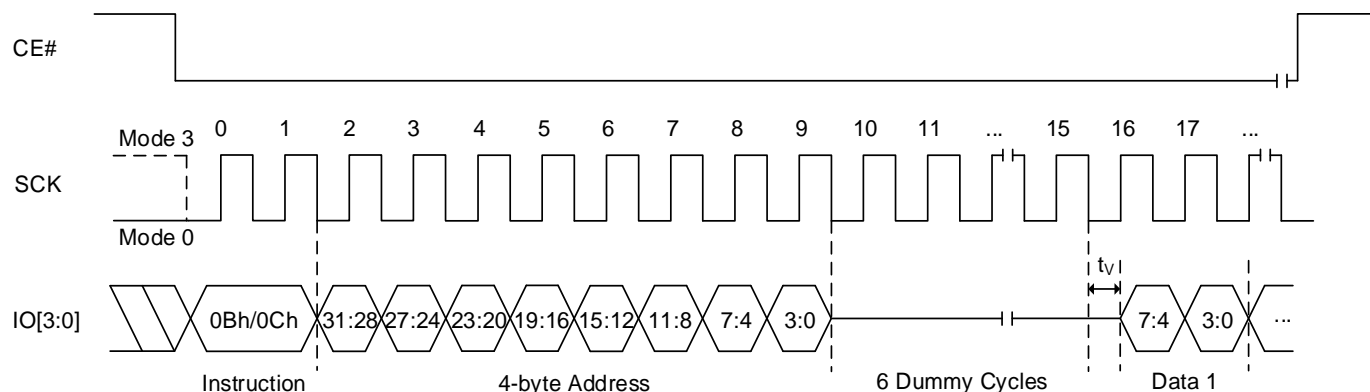 CE#
Mode 3 0 1 2 3 4 5 6 7 8 9 10 11 ... 15 16 17 ...
SCK
Mode 0
tV
IO[3:0] 0Bh/0Ch 31:28 27:24 23:20 19:16 15:12 11:8 7:4 3:0 7:4 3:0 ...
Instruction 4-byte Address 6 Dummy Cycles Data 1